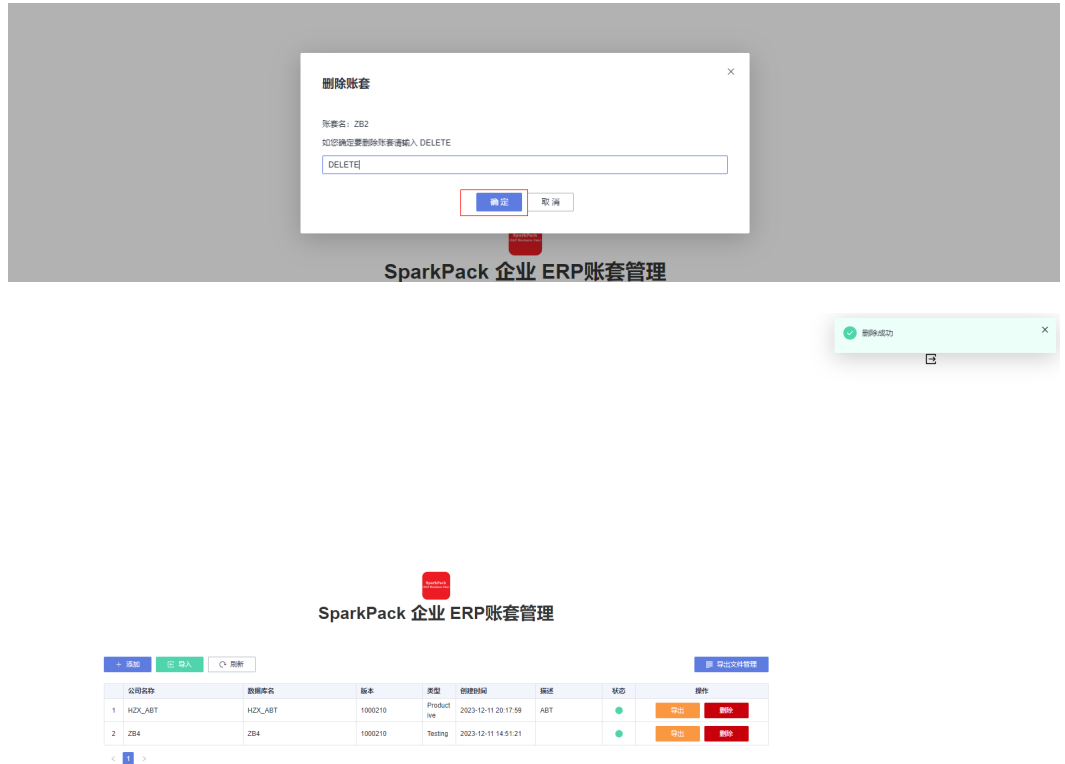 删除账套
账套名：ZB2
如您确定要删除账套请输入 DELETE
DELETE
确定 取消
SparkPack
SparkPack 企业 ERP账套管理
删除成功
SparkPack
SparkPack 企业 ERP账套管理
+ 添加 导入 刷新 导出文件管理
公司名称 数据库名 版本 类型 创建时间 描述 状态 操作
1 HZX_ABT HZX_ABT 1000210 Productive 2023-12-11 20:17:59 ABT 导出 删除
2 ZB4 ZB4 1000210 Testing 2023-12-11 14:51:21 导出 删除
< 1 >